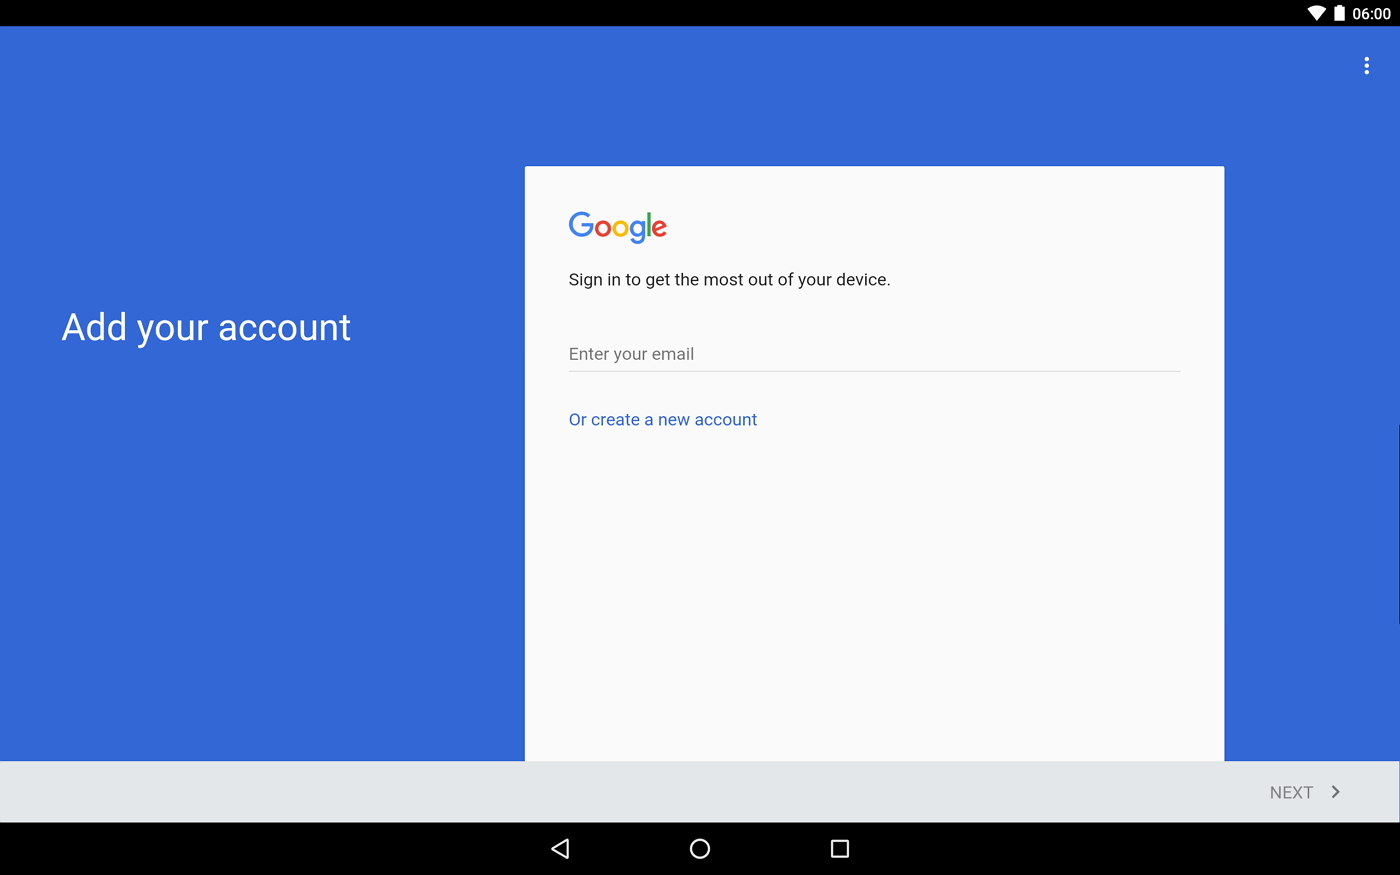 06:00
Add your account
Google
Sign in to get the most out of your device.
Enter your email
Or create a new account
NEXT